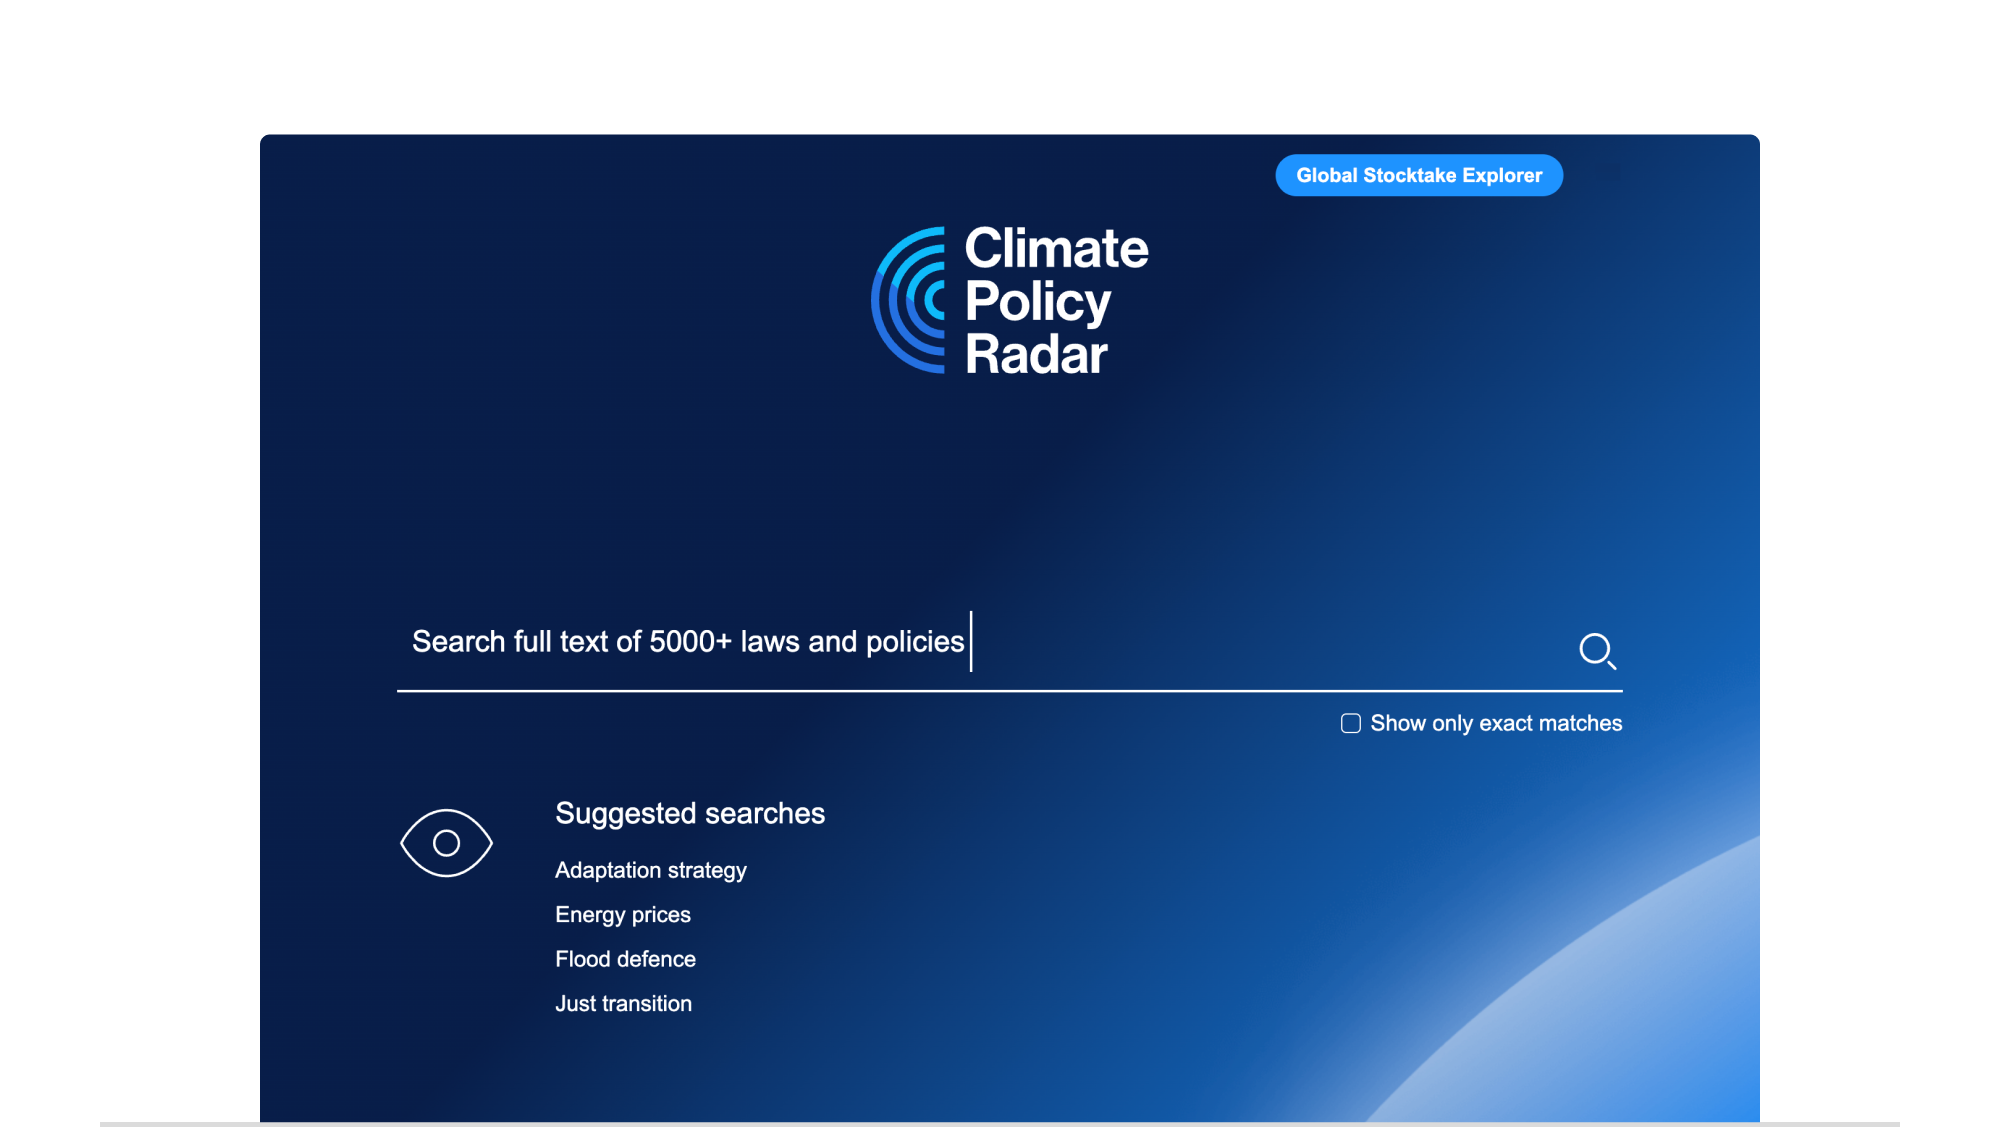 Global Stocktake Explorer
Climate
Policy
Radar
Search full text of 5000+ laws and policies
Show only exact matches
Suggested searches
Adaptation strategy
Energy prices
Flood defence
Just transition